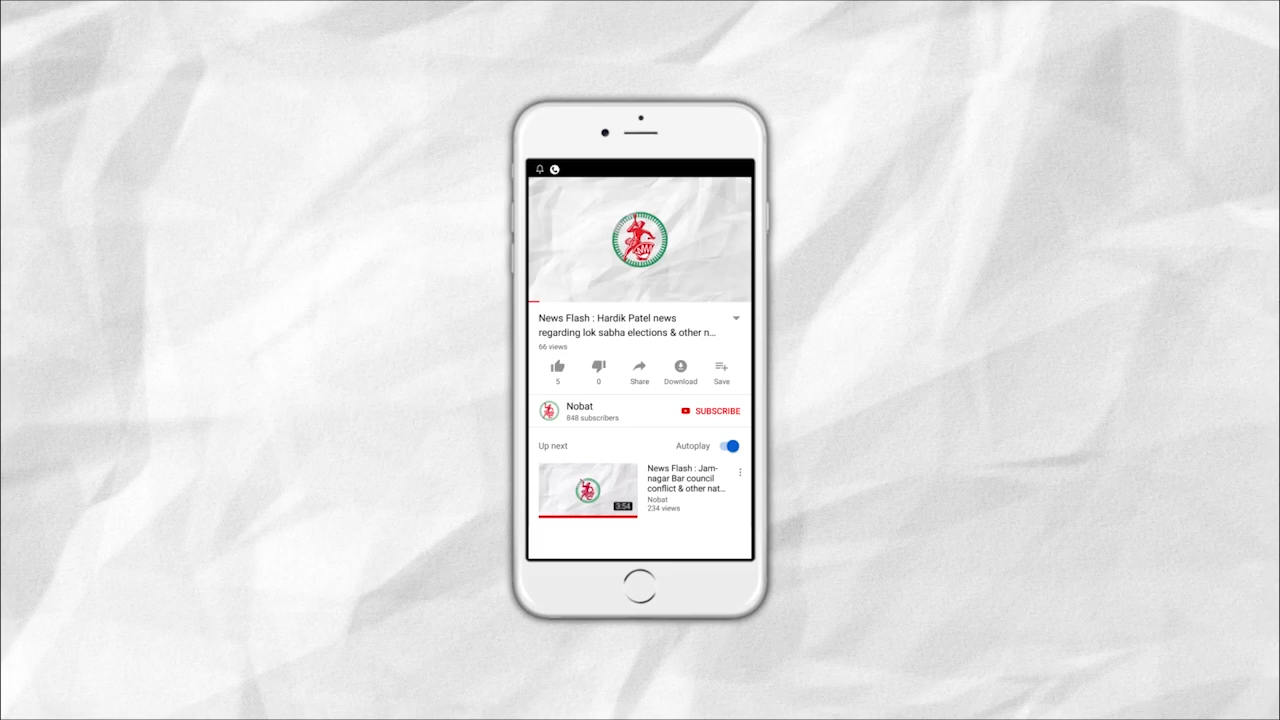 News Flash : Hardik Patel news
regarding lok sabha elections & other n...
66 views
5
0
Share
Download
Save
Nobat
848 subscribers
SUBSCRIBE
Up next
Autoplay
3:54
News Flash : Jam-
nagar Bar council
conflict & other nat...
Nobat
234 views